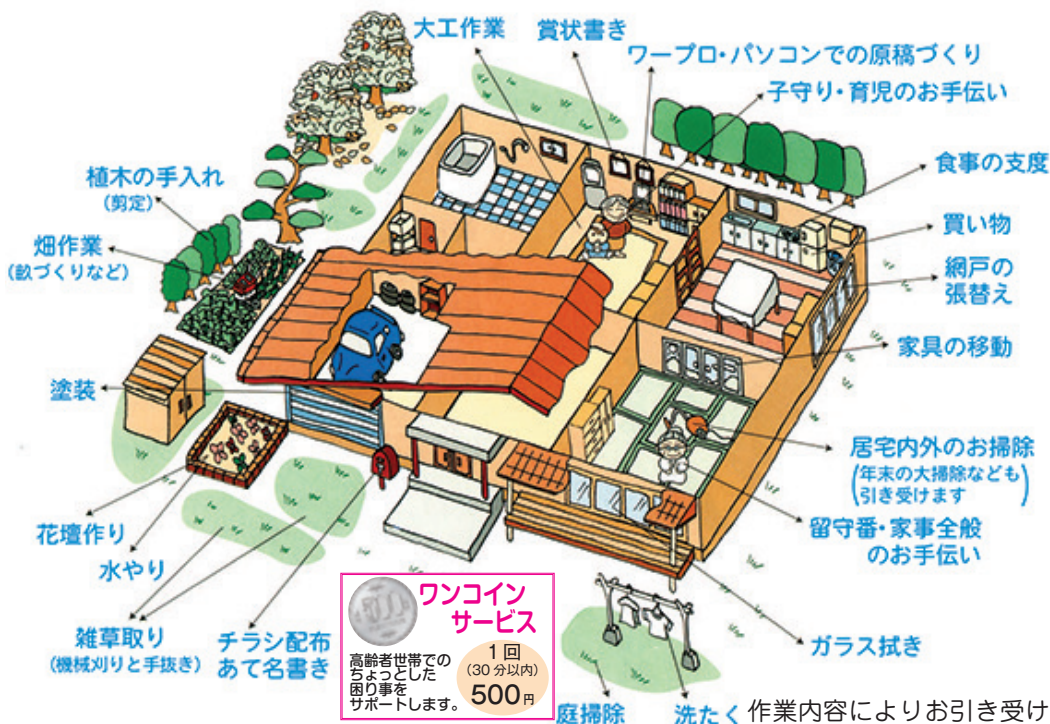 大工作業
賞状書き
ワープロ・パソコンでの原稿づくり
子守り・育児のお手伝い
食事の支度
買い物
網戸の
張替え
家具の移動
居宅内外のお掃除
(年末の大掃除なども
引き受けます)
留守番・家事全般
のお手伝い
ガラス拭き
植木の手入れ
(剪定)
畑作業
(畝づくりなど)
塗装
花壇作り
水やり
雑草取り
(機械刈りと手抜き)
チラシ配布
あて名書き
500
ワンコイン
サービス
高齢者世帯での
ちょっとした
困り事を
サポートします。
1回
(30分以内)
500円
庭掃除
洗たく
作業内容によりお引き受け